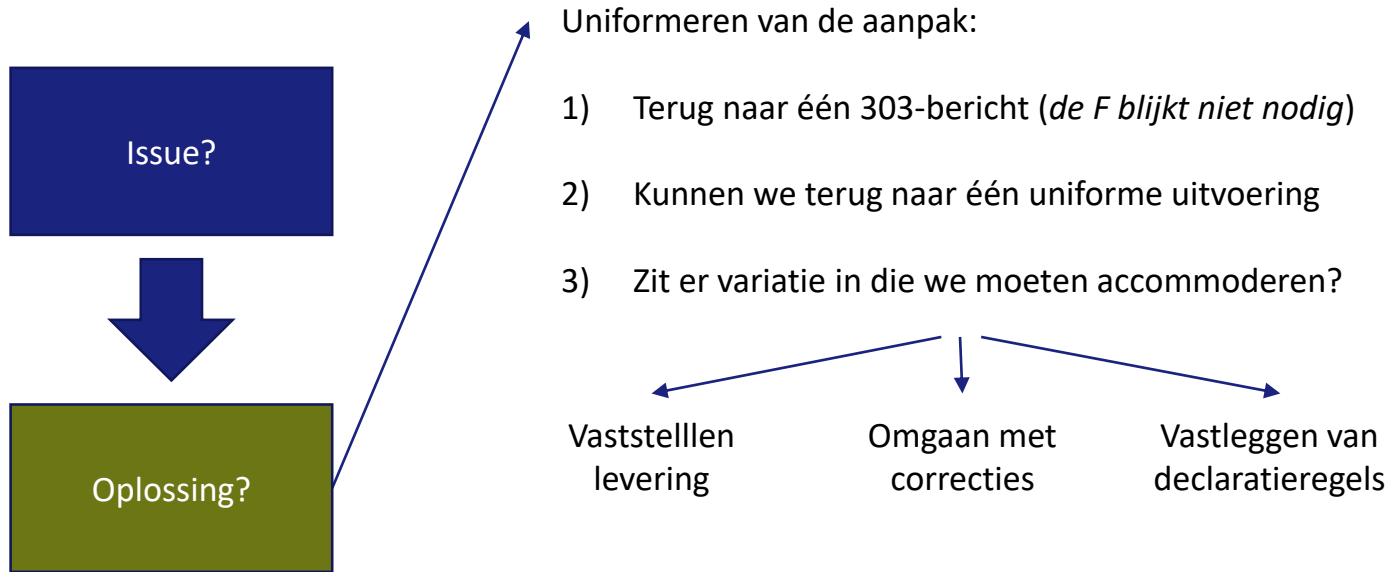 Issue?
Oplossing?
Uniformeren van de aanpak:
1) Terug naar één 303-bericht (de F blijkt niet nodig)
2) Kunnen we terug naar één uniforme uitvoering
3) Zit er variatie in die we moeten accommoderen?
Vaststelllen
levering
Omgaan met
correcties
Vastleggen van
declaratieregels